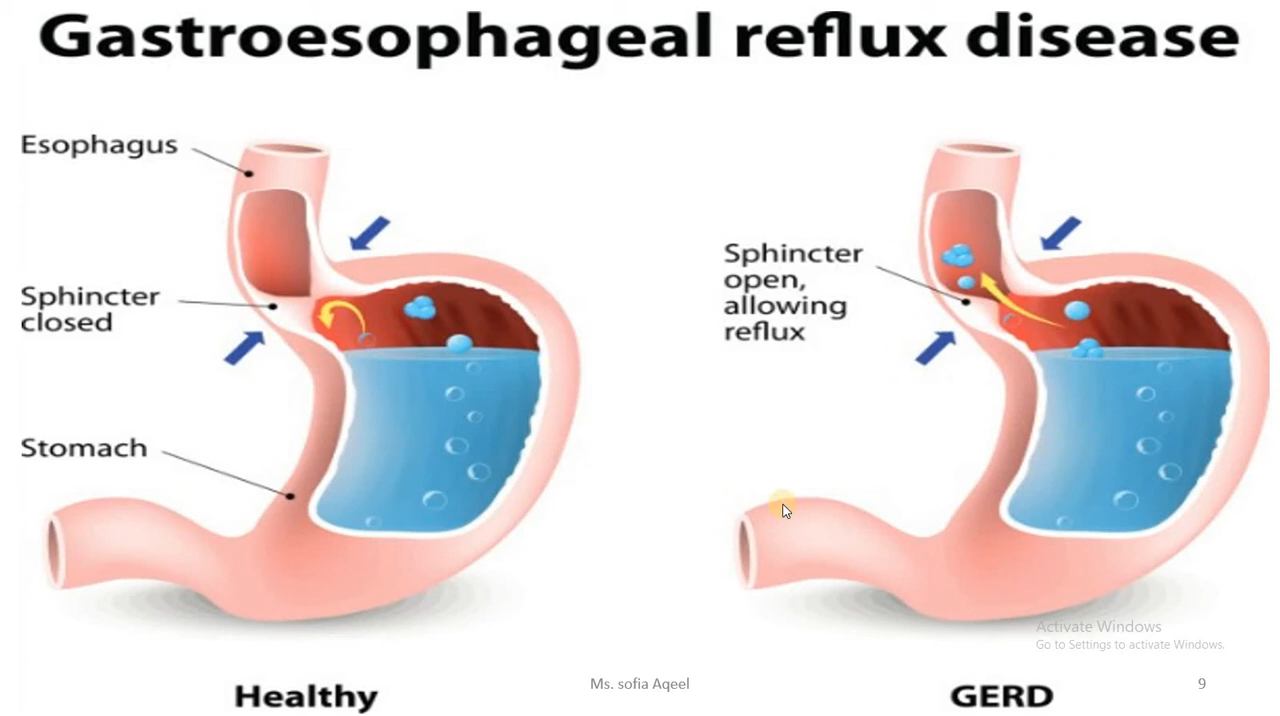 Gastroesophageal reflux disease
Esophagus
Sphincter
closed
Stomach
Sphincter
open,
allowing
reflux
Activate Windows
Go to Settings to activate Windows.
Healthy
Ms. sofia Aqeel
GERD
9